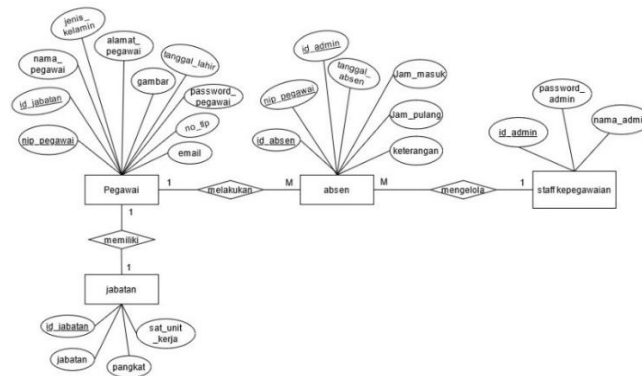 jenis_
kelamin
alamat_
pegawai
nama_
pegawai
tanggal_lahir
gambar
id_jabatan
password_
pegawai
no_tlp
nip_pegawai
email
id_admin
tanggal_
absen
Jam_masuk
nip_pegawai
Jam_pulang
id_absen
keterangan
password_
admin
id_admin
nama_admin
Pegawai
1
melakukan
M
absen
M
mengelola
1
staff kepegawaian
1
memiliki
1
jabatan
id_jabatan
sat_unit
_kerja
jabatan
pangkat